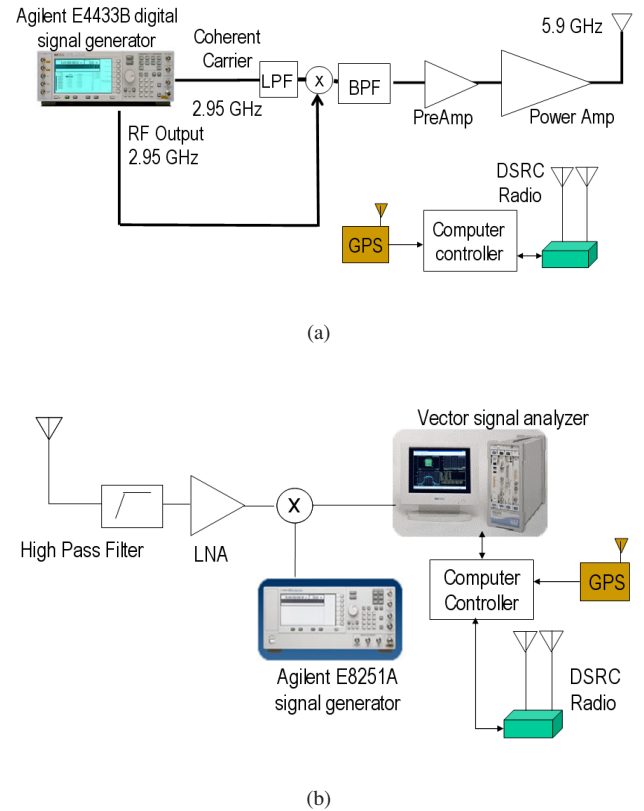 Agilent E4433B digital
signal generator
Coherent
Carrier
2.95 GHz
LPF
X
BPF
PreAmp
Power Amp
5.9 GHz
RF Output
2.95 GHz
DSRC
Radio
GPS
Computer
controller
(a)
Vector signal analyzer
High Pass Filter
LNA
X
Agilent E8251A
signal generator
Computer
Controller
GPS
DSRC
Radio
(b)